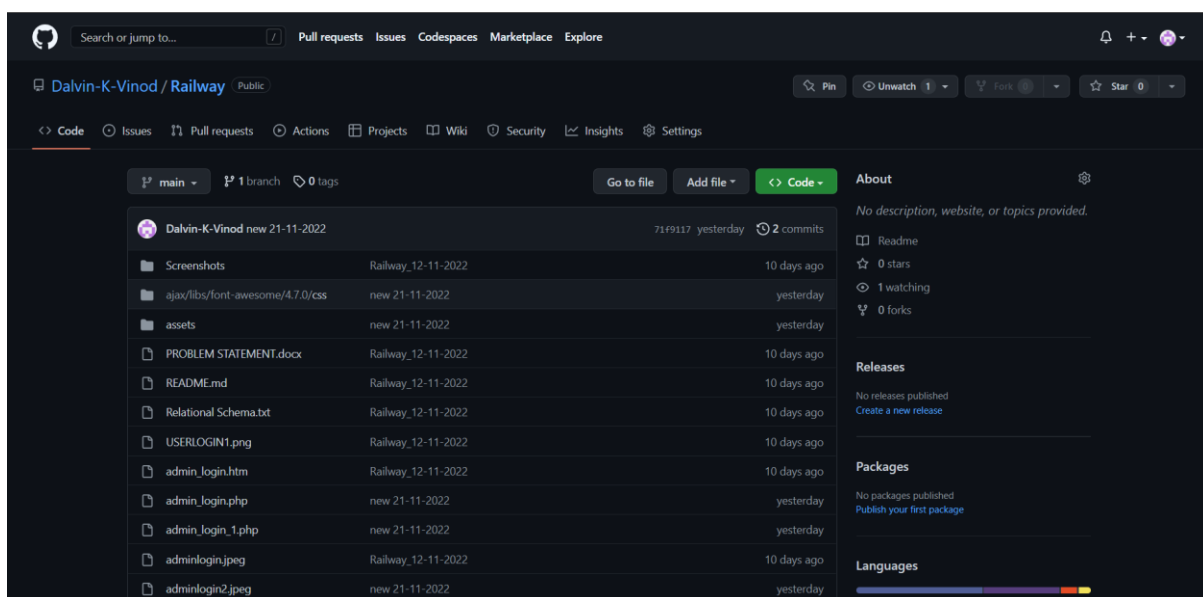 Search or jump to... / Pull requests Issues Codespaces Marketplace Explore
Dalvin-K-Vinod / Railway Public
Pin Unwatch 1 Fork 0 Star 0
Code Issues Pull requests Actions Projects Wiki Security Insights Settings
main 1 branch 0 tags Go to file Add file Code
Dalvin-K-Vinod new 21-11-2022 71f9117 yesterday 2 commits
Screenshots Railway_12-11-2022 10 days ago
ajax/libs/font-awesome/4.7.0/css new 21-11-2022 yesterday
assets new 21-11-2022 yesterday
PROBLEM STATEMENT.docx Railway_12-11-2022 10 days ago
README.md Railway_12-11-2022 10 days ago
Relational Schema.txt Railway_12-11-2022 10 days ago
USERLOGIN1.png Railway_12-11-2022 10 days ago
admin_login.htm Railway_12-11-2022 10 days ago
admin_login.php new 21-11-2022 yesterday
admin_login_1.php new 21-11-2022 yesterday
adminlogin.jpeg Railway_12-11-2022 10 days ago
adminlogin2.jpeg new 21-11-2022 yesterday
About
No description, website, or topics provided.
Readme
0 stars
1 watching
0 forks
Releases
No releases published
Create a new release
Packages
No packages published
Publish your first package
Languages